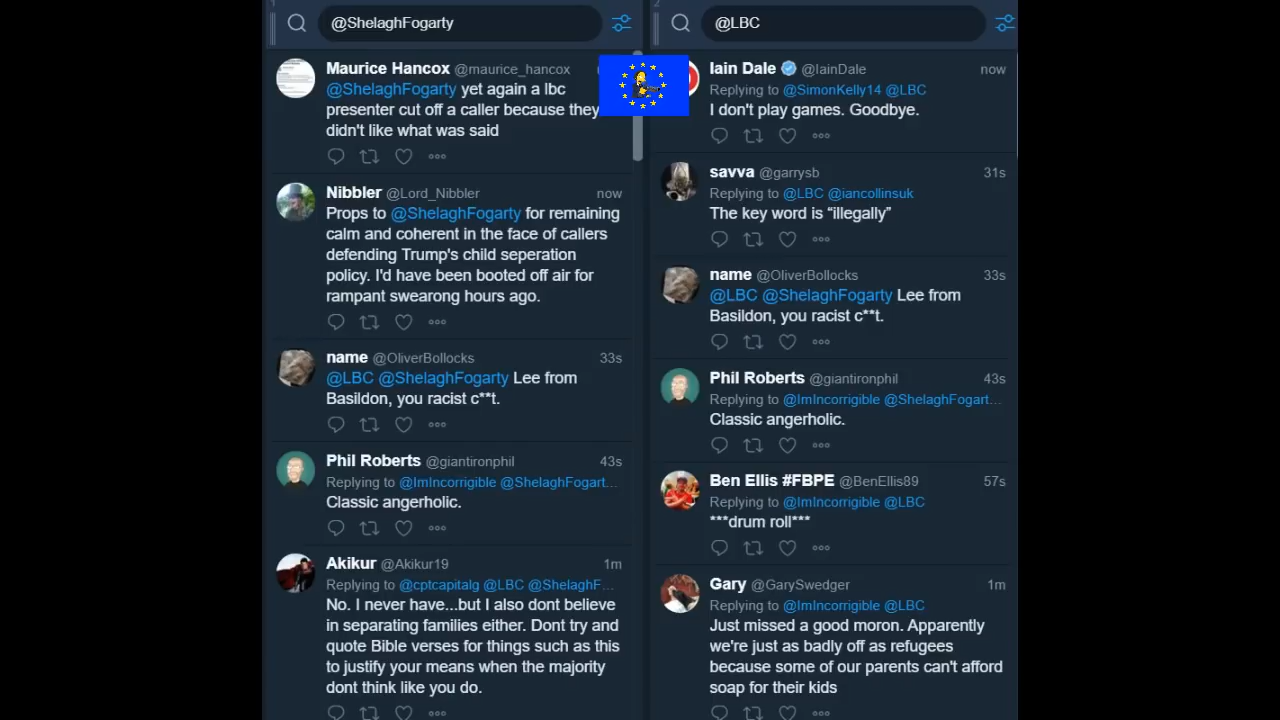 @ShelaghFogarty
Maurice Hancox @maurice_hancox
@ShelaghFogarty yet again a lbc
presenter cut off a caller because they
didn't like what was said
Nibbler @Lord_Nibbler now
Props to @ShelaghFogarty for remaining
calm and coherent in the face of callers
defending Trump's child seperation
policy. I'd have been booted off air for
rampant swearong hours ago.
name @OliverBollocks 33s
@LBC @ShelaghFogarty Lee from
Basildon, you racist c**t.
Phil Roberts @giantironphil 43s
Replying to @ImIncorrigible @ShelaghFogart...
Classic angerholic.
Akikur @Akikur19 1m
Replying to @cptcapitalg @LBC @ShelaghF...
No. I never have...but I also dont believe
in separating families either. Dont try and
quote Bible verses for things such as this
to justify your means when the majority
dont think like you do.
2
@LBC
Iain Dale @IainDale now
Replying to @SimonKelly14 @LBC
I don't play games. Goodbye.
savva @garrysb 31s
Replying to @LBC @iancollinsuk
The key word is “illegally”
name @OliverBollocks 33s
@LBC @ShelaghFogarty Lee from
Basildon, you racist c**t.
Phil Roberts @giantironphil 43s
Replying to @ImIncorrigible @ShelaghFogart...
Classic angerholic.
Ben Ellis #FBPE @BenEllis89 57s
Replying to @ImIncorrigible @LBC
***drum roll***
Gary @GarySwedger 1m
Replying to @ImIncorrigible @LBC
Just missed a good moron. Apparently
we're just as badly off as refugees
because some of our parents can't afford
soap for their kids